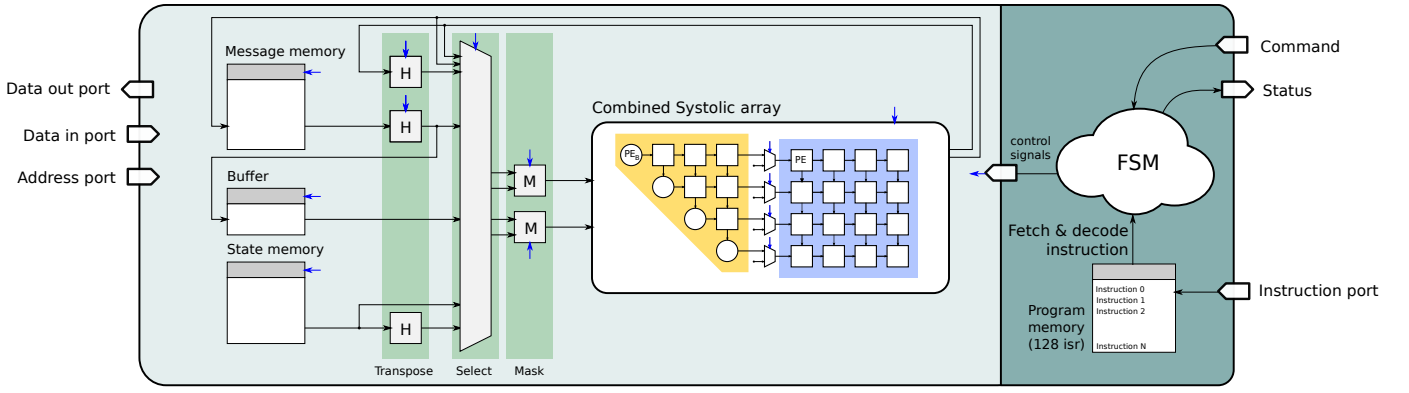 Data out port
Data in port
Address port
Message memory
H
H
Buffer
State memory
H
Transpose
Select
Mask
M
M
Combined Systolic array
PEB
PE
control
signals
FSM
Command
Status
Fetch & decode
instruction
Program
memory
(128 isr)
Instruction 0
Instruction 1
Instruction 2
Instruction N
Instruction port